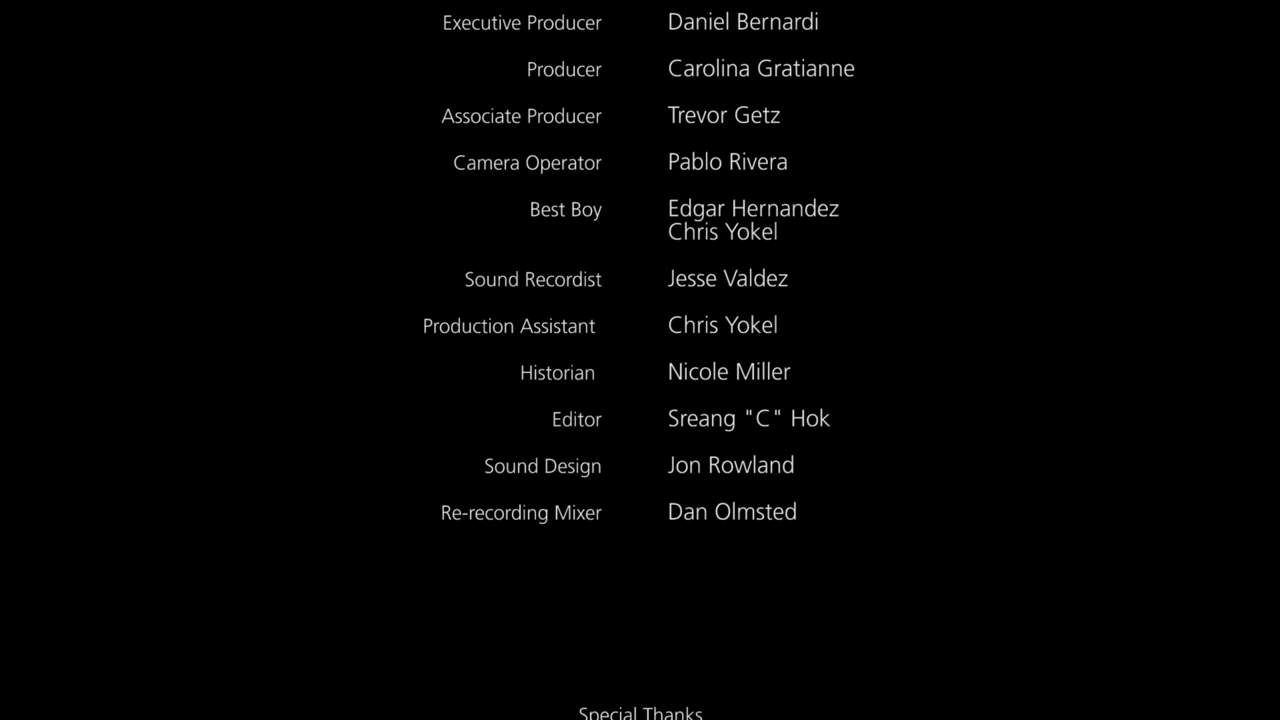 Executive Producer Daniel Bernardi
Producer Carolina Gratianne
Associate Producer Trevor Getz
Camera Operator Pablo Rivera
Best Boy Edgar Hernandez
Chris Yokel
Sound Recordist Jesse Valdez
Production Assistant Chris Yokel
Historian Nicole Miller
Editor Sreang "C" Hok
Sound Design Jon Rowland
Re-recording Mixer Dan Olmsted
Special Thanks